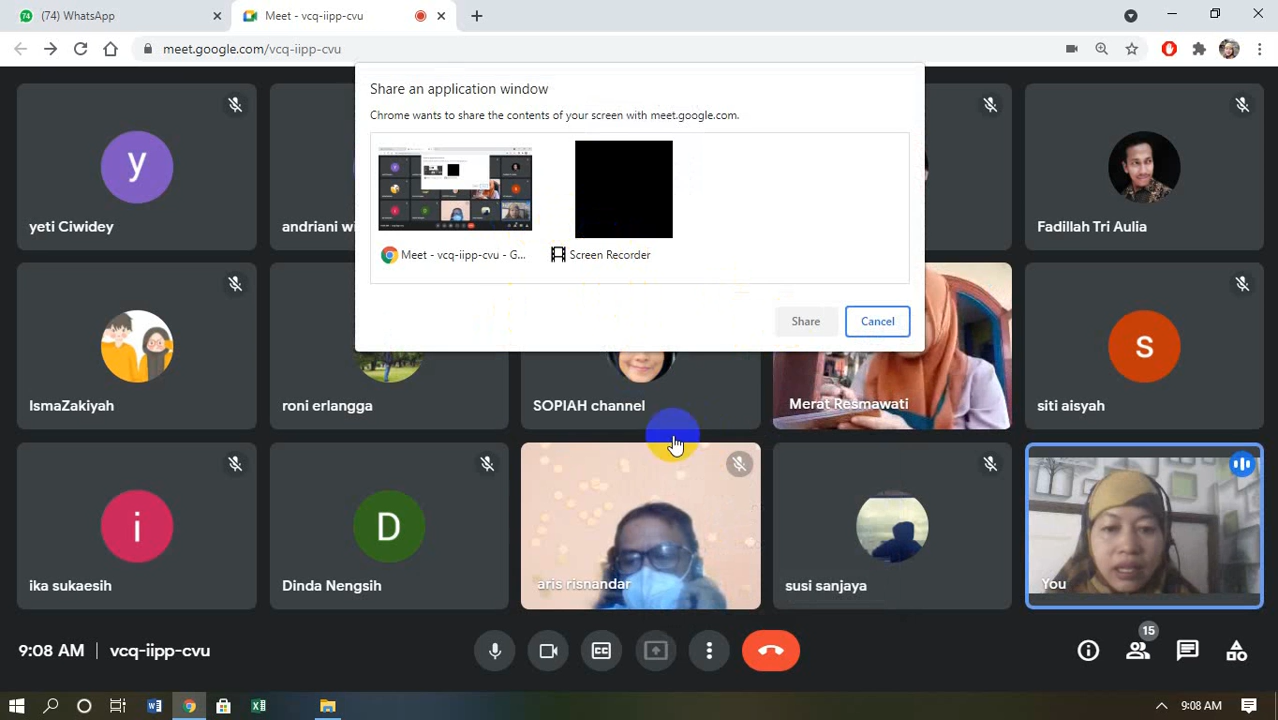 (74) WhatsApp
Meet - vcq-iipp-cvu
meet.google.com/vcq-iipp-cvu
Share an application window
Chrome wants to share the contents of your screen with meet.google.com.
Meet - vcq-iipp-cvu - G...
Screen Recorder
Share
Cancel
y
yeti Ciwidey
andriani wi
Fadillah Tri Aulia
IsmaZakiyah
roni erlangga
SOPIAH channel
Merat Resmawati
S
siti aisyah
i
ika sukaesih
D
Dinda Nengsih
aris risnandar
susi sanjaya
You
9:08 AM | vcq-iipp-cvu
CC
15
9:08 AM